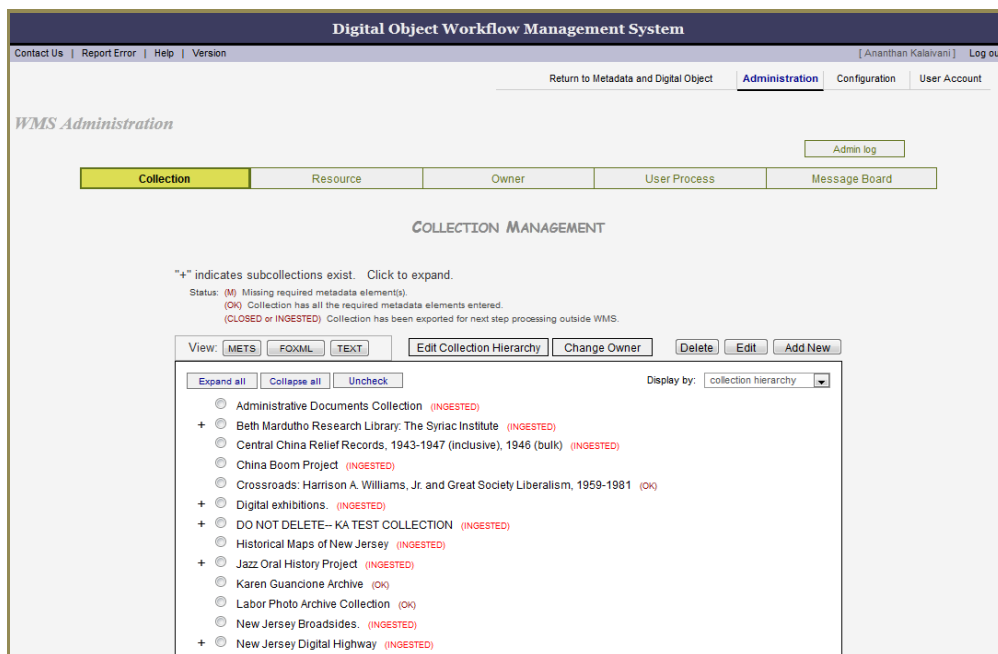 Digital Object Workflow Management System
Contact Us | Report Error | Help | Version [ Ananthan Kalaivani ] Log ou
Return to Metadata and Digital Object Administration Configuration User Account
WMS Administration
Admin log
Collection Resource Owner User Process Message Board
COLLECTION MANAGEMENT
"+" indicates subcollections exist. Click to expand.
Status: (M) Missing required metadata element(s).
(OK) Collection has all the required metadata elements entered.
(CLOSED or INGESTED) Collection has been exported for next step processing outside WMS.
View: METS FOXML TEXT Edit Collection Hierarchy Change Owner Delete Edit Add New
Expand all Collapse all Uncheck Display by: collection hierarchy
Administrative Documents Collection (INGESTED)
+ Beth Mardutho Research Library: The Syriac Institute (INGESTED)
Central China Relief Records, 1943-1947 (inclusive), 1946 (bulk) (INGESTED)
China Boom Project (INGESTED)
Crossroads: Harrison A. Williams, Jr. and Great Society Liberalism, 1959-1981 (OK)
+ Digital exhibitions. (INGESTED)
+ DO NOT DELETE-- KA TEST COLLECTION (INGESTED)
Historical Maps of New Jersey (INGESTED)
+ Jazz Oral History Project (INGESTED)
Karen Guancione Archive (OK)
Labor Photo Archive Collection (OK)
New Jersey Broadsides. (INGESTED)
+ New Jersey Digital Highway (INGESTED)